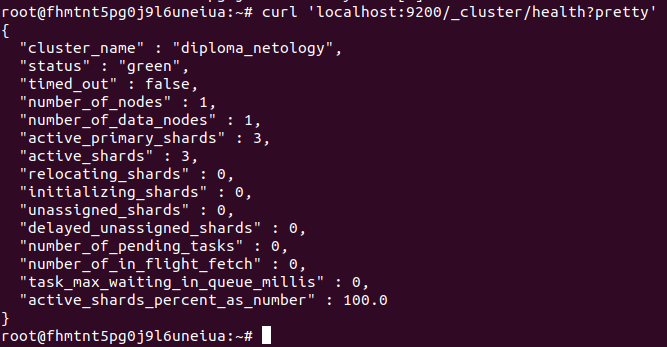 root@fhmtnt5pg0j9l6uneiua:~# curl 'localhost:9200/_cluster/health?pretty'
{
  "cluster_name" : "diploma_netology",
  "status" : "green",
  "timed_out" : false,
  "number_of_nodes" : 1,
  "number_of_data_nodes" : 1,
  "active_primary_shards" : 3,
  "active_shards" : 3,
  "relocating_shards" : 0,
  "initializing_shards" : 0,
  "unassigned_shards" : 0,
  "delayed_unassigned_shards" : 0,
  "number_of_pending_tasks" : 0,
  "number_of_in_flight_fetch" : 0,
  "task_max_waiting_in_queue_millis" : 0,
  "active_shards_percent_as_number" : 100.0
}
root@fhmtnt5pg0j9l6uneiua:~#